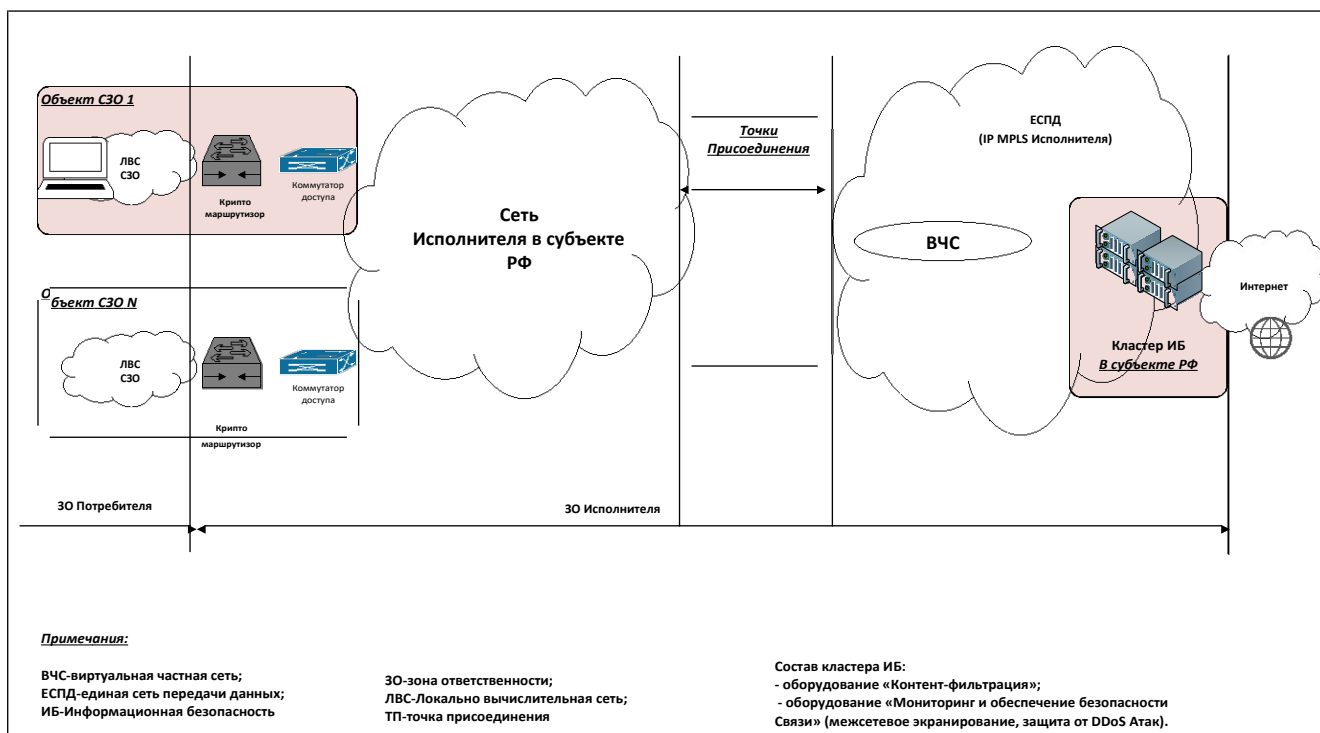 Объект СЗО 1
ЛВС
СЗО
Крипто
маршрутизор
Коммутатор
доступа
Объект СЗО N
ЛВС
СЗО
Крипто
маршрутизор
Коммутатор
доступа
Сеть
Исполнителя в субъекте
РФ
Точки
Присоединения
ЕСПД
(IP MPLS Исполнителя)
ВЧС
Кластер ИБ
В субъекте РФ
Интернет
ЗО Потребителя
ЗО Исполнителя
Примечания:
ВЧС-виртуальная частная сеть;
ЕСПД-единая сеть передачи данных;
ИБ-Информационная безопасность
ЗО-зона ответственности;
ЛВС-Локально вычислительная сеть;
ТП-точка присоединения
Состав кластера ИБ:
- оборудование «Контент-фильтрация»;
- оборудование «Мониторинг и обеспечение безопасности
Связи» (межсетевое экранирование, защита от DDoS Атак).